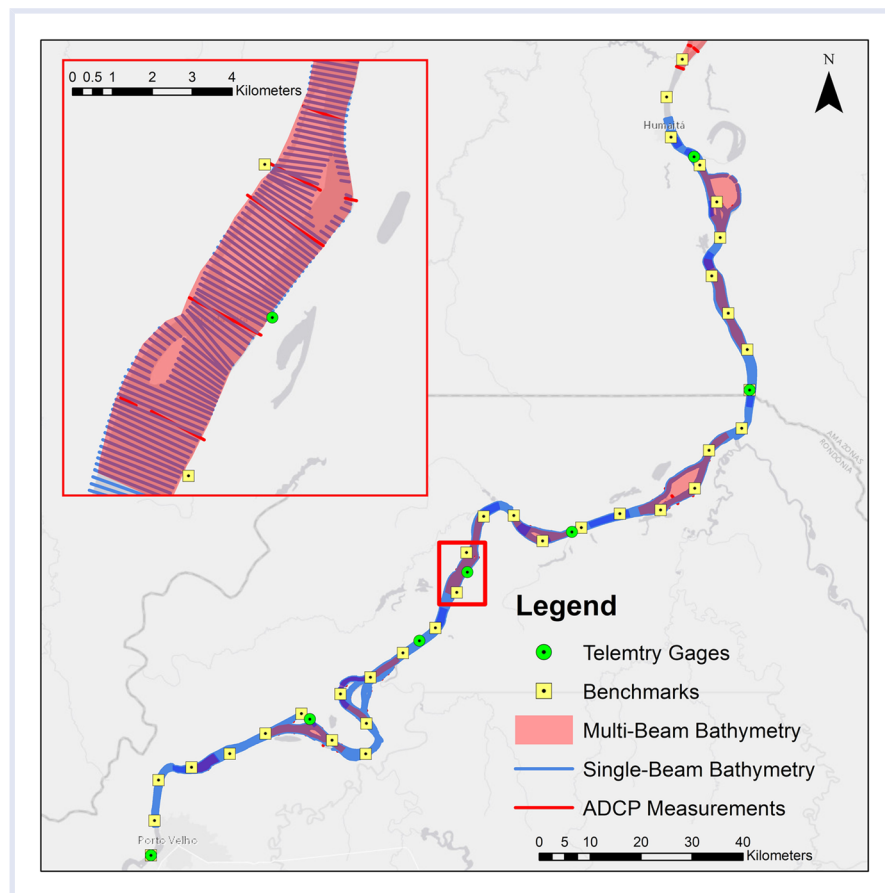 0 0.5 1 2 3 4
Kilometers
N
Humaitá
AMAZONAS
RONDÔNIA
Legend
Telemtry Gages
Benchmarks
Multi-Beam Bathymetry
Single-Beam Bathymetry
ADCP Measurements
0 5 10 20 30 40
Kilometers
Porto Velho